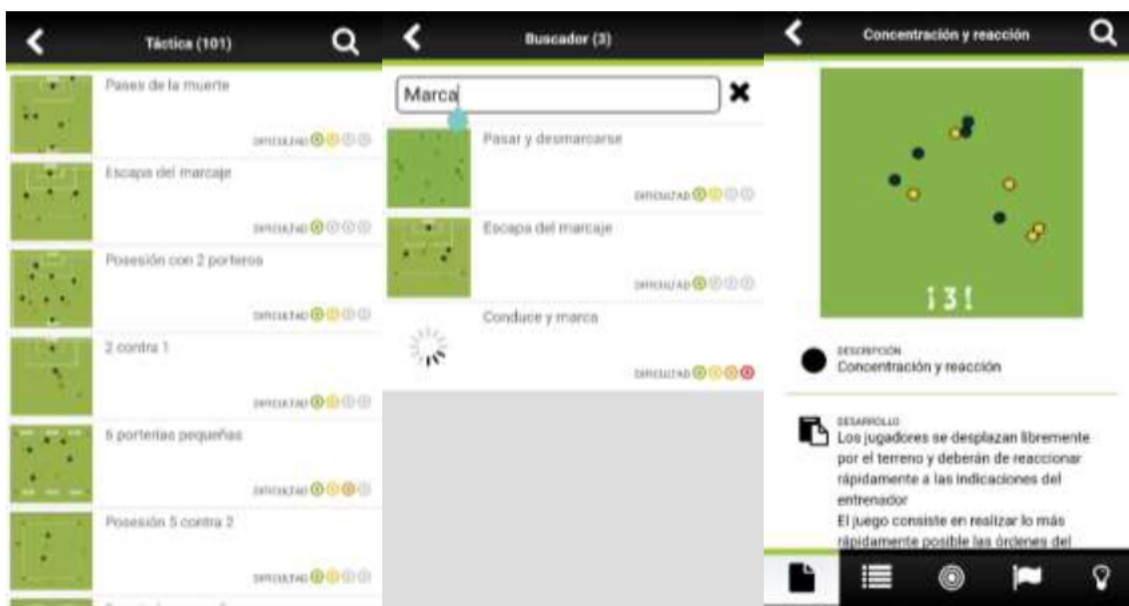 Táctica (101)
Pases de la muerte
DIFICULTAD
Escapa del marcaje
DIFICULTAD
Posesión con 2 porteros
DIFICULTAD
2 contra 1
DIFICULTAD
6 porterías pequeñas
DIFICULTAD
Posesión 5 contra 2
DIFICULTAD
Buscador (3)
Marca
Pasar y desmarcarse
DIFICULTAD
Escapa del marcaje
DIFICULTAD
Conduce y marca
DIFICULTAD
Concentración y reacción
¡3!
DESCRIPCIÓN
Concentración y reacción
DESARROLLO
Los jugadores se desplazan libremente
por el terreno y deberán de reaccionar
rápidamente a las indicaciones del
entrenador
El juego consiste en realizar lo más
rápidamente posible las órdenes del